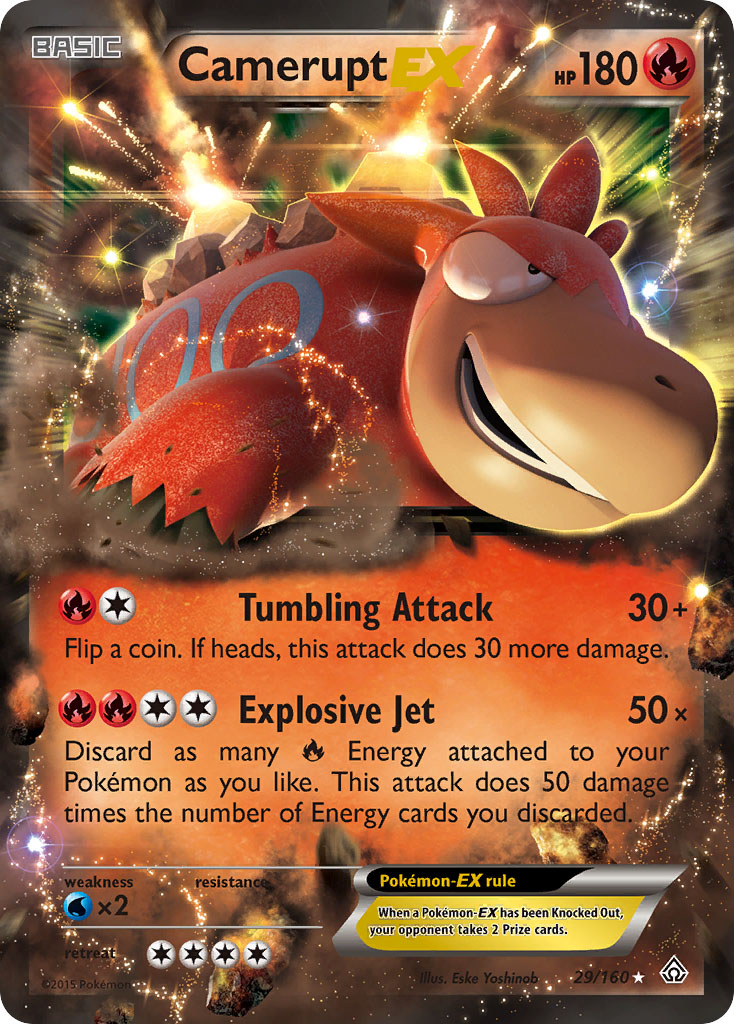 BASIC
Camerupt EX
HP 180
Tumbling Attack 30+
Flip a coin. If heads, this attack does 30 more damage.
Explosive Jet 50×
Discard as many Energy attached to your
Pokémon as you like. This attack does 50 damage
times the number of Energy cards you discarded.
weakness resistance
×2
retreat
Pokémon-EX rule
When a Pokémon-EX has been Knocked Out,
your opponent takes 2 Prize cards.
©2015 Pokémon
Illus. Eske Yoshinob
29/160 ★